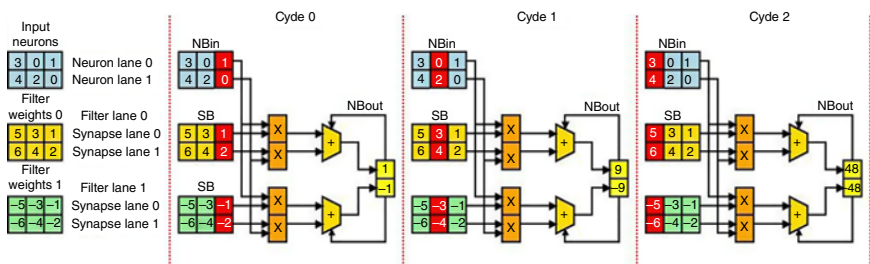 Input neurons
3 0 1 Neuron lane 0
4 2 0 Neuron lane 1
Filter weights 0
Filter lane 0
5 3 1 Synapse lane 0
6 4 2 Synapse lane 1
Filter weights 1
Filter lane 1
-5 -3 -1 Synapse lane 0
-6 -4 -2 Synapse lane 1
Cyde 0
NBin
3 0 1
4 2 0
SB
5 3 1
6 4 2
SB
-5 -3 -1
-6 -4 -2
X
X
X
X
+
+
NBout
1
-1
Cycle 1
NBin
3 0 1
4 2 0
SB
5 3 1
6 4 2
-5 -3 -1
-6 -4 -2
X
X
X
X
+
+
NBout
9
-9
Cyde 2
NBin
3 0 1
4 2 0
SB
5 3 1
6 4 2
-5 -3 -1
-6 -4 -2
X
X
X
X
+
+
NBout
48
-48